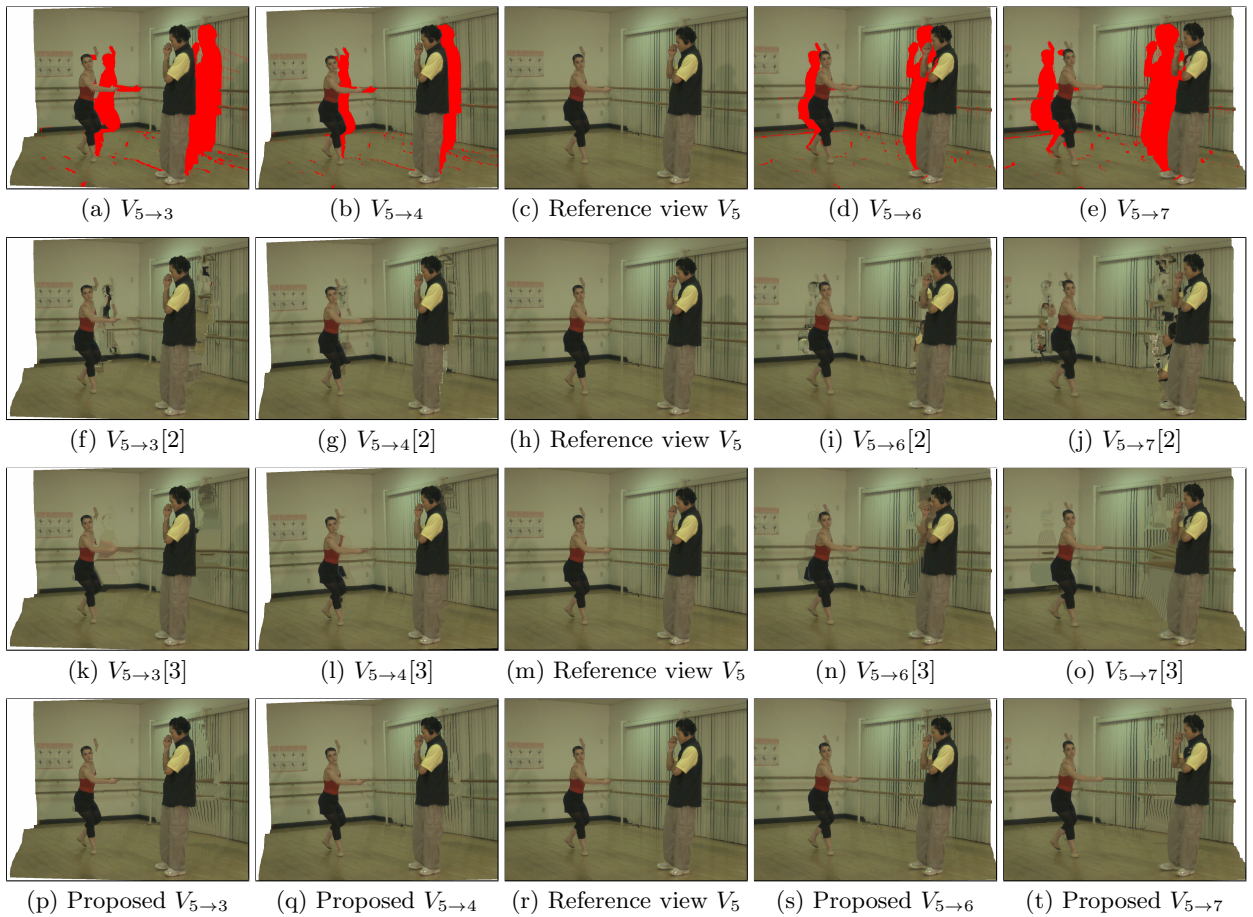 (a) V5→3 (b) V5→4 (c) Reference view V5 (d) V5→6 (e) V5→7
(f) V5→3[2] (g) V5→4[2] (h) Reference view V5 (i) V5→6[2] (j) V5→7[2]
(k) V5→3[3] (l) V5→4[3] (m) Reference view V5 (n) V5→6[3] (o) V5→7[3]
(p) Proposed V5→3 (q) Proposed V5→4 (r) Reference view V5 (s) Proposed V5→6 (t) Proposed V5→7